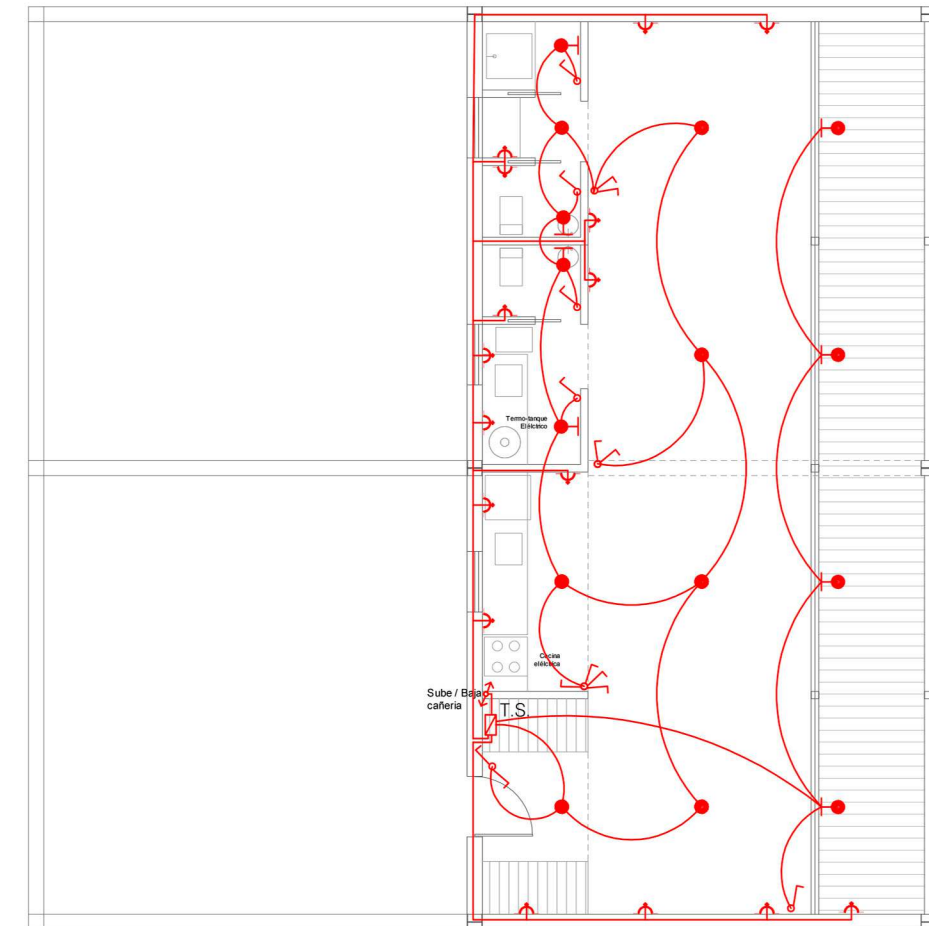 Termo-tanque
Eléctrico
Cocina
eléctrica
Sube / Baja
cañeria
T.S.